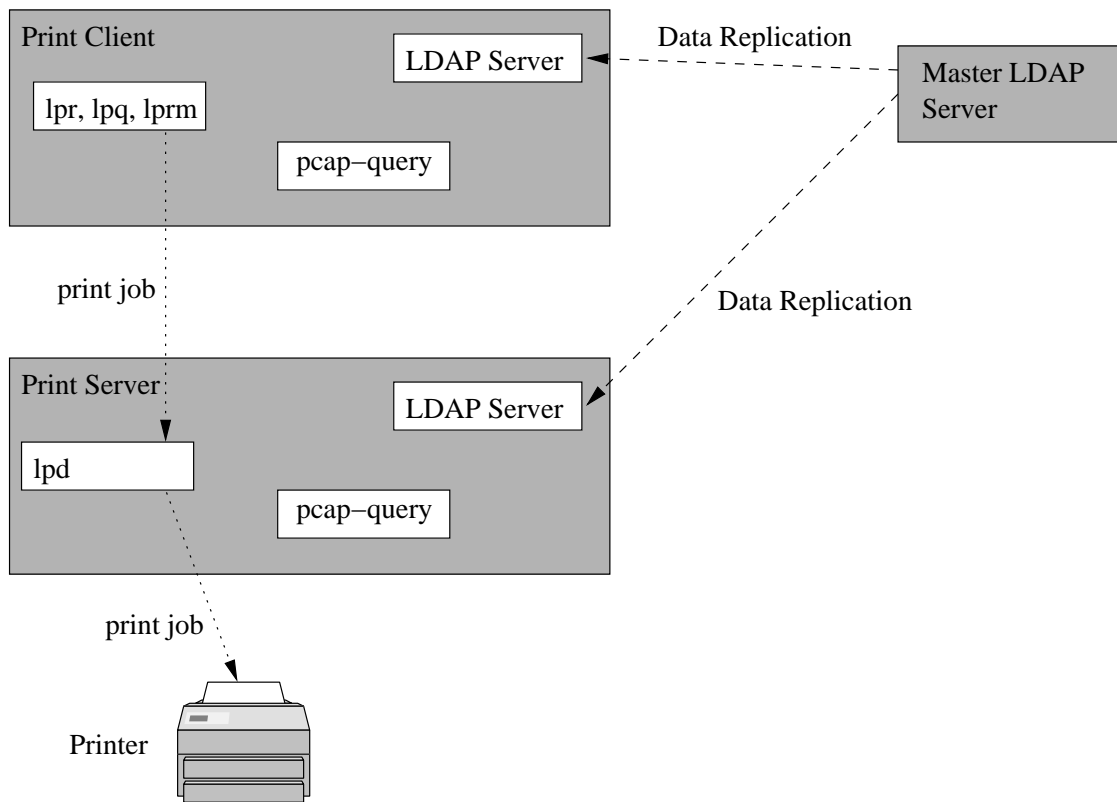 Print Client
LDAP Server
Data Replication
Master LDAP
Server
lpr, lpq, lprm
pcap−query
print job
Data Replication
Print Server
LDAP Server
lpd
pcap−query
print job
Printer